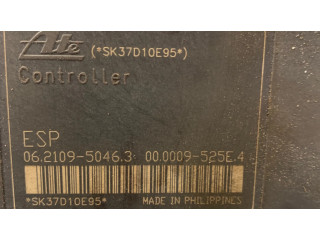 Ate (*SK37D10E95*)
Controller
ESP
06.2109-5046.3 00.0009-525E.4
*SK37D10E95* MADE IN PHILIPPINES